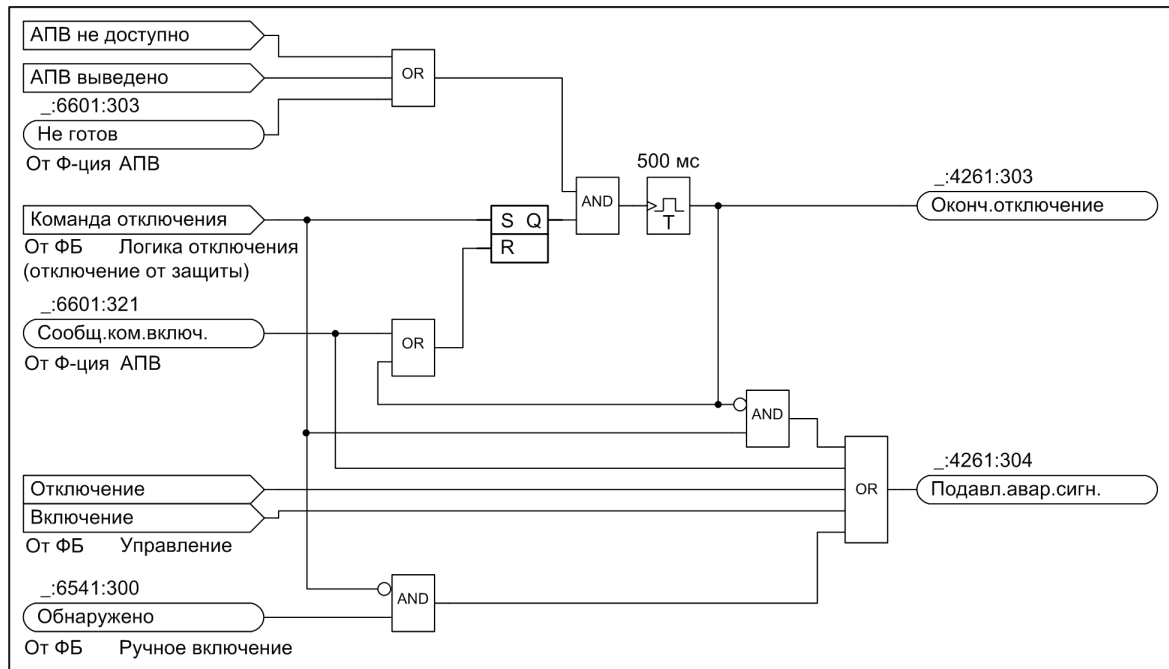 АПВ не доступно
АПВ выведено
OR
_:6601:303
Не готов
От Ф-ция АПВ
500 мс
AND
T
_:4261:303
Оконч.отключение
Команда отключения
S Q
R
От ФБ Логика отключения
(отключение от защиты)
_:6601:321
Сообщ.ком.включ.
OR
От Ф-ция АПВ
AND
_:4261:304
Отключение
OR
Подавл.авар.сигн.
Включение
От ФБ Управление
_:6541:300
AND
Обнаружено
От ФБ Ручное включение